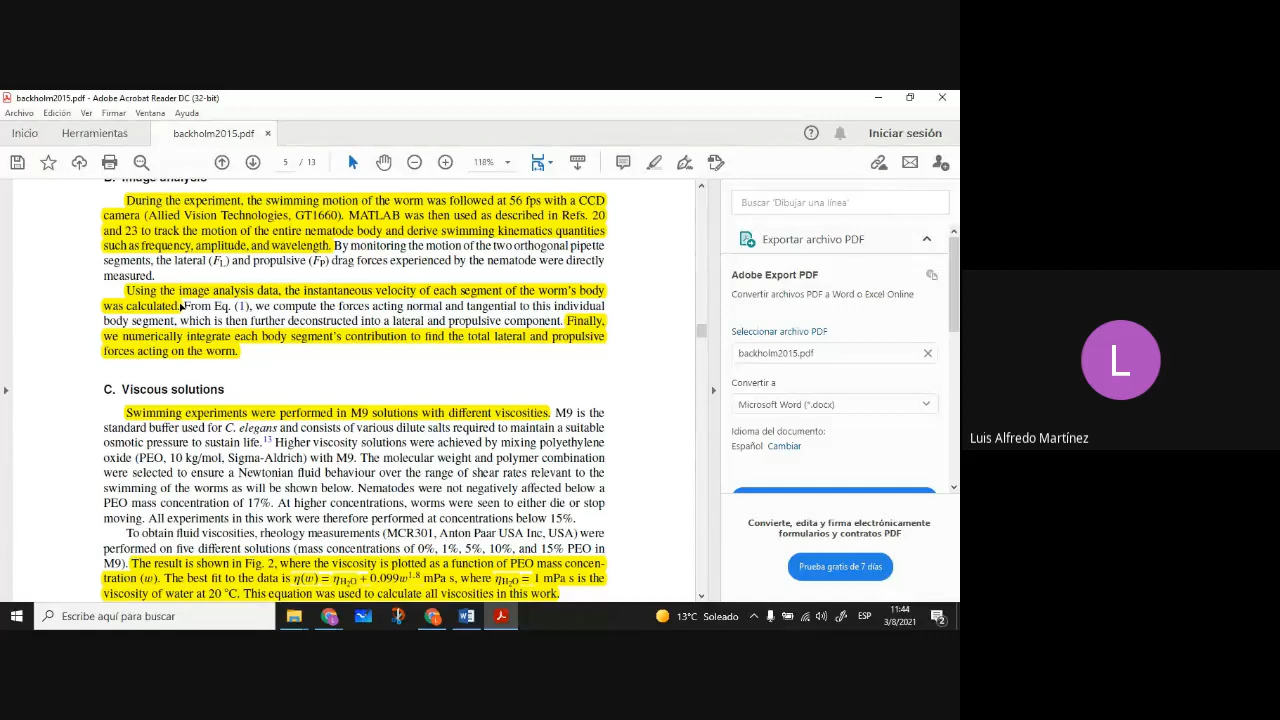 backholm2015.pdf - Adobe Acrobat Reader DC (32-bit)
Archivo Edición Ver Firmar Ventana Ayuda
Inicio Herramientas backholm2015.pdf Iniciar sesión
5 / 13 118%
B. Image analysis
During the experiment, the swimming motion of the worm was followed at 56 fps with a CCD
camera (Allied Vision Technologies, GT1660). MATLAB was then used as described in Refs. 20
and 23 to track the motion of the entire nematode body and derive swimming kinematics quantities
such as frequency, amplitude, and wavelength. By monitoring the motion of the two orthogonal pipette
segments, the lateral (F_L) and propulsive (F_P) drag forces experienced by the nematode were directly
measured.
Using the image analysis data, the instantaneous velocity of each segment of the worm's body
was calculated. From Eq. (1), we compute the forces acting normal and tangential to this individual
body segment, which is then further deconstructed into a lateral and propulsive component. Finally,
we numerically integrate each body segment's contribution to find the total lateral and propulsive
forces acting on the worm.
C. Viscous solutions
Swimming experiments were performed in M9 solutions with different viscosities. M9 is the
standard buffer used for C. elegans and consists of various dilute salts required to maintain a suitable
osmotic pressure to sustain life.13 Higher viscosity solutions were achieved by mixing polyethylene
oxide (PEO, 10 kg/mol, Sigma-Aldrich) with M9. The molecular weight and polymer combination
were selected to ensure a Newtonian fluid behaviour over the range of shear rates relevant to the
swimming of the worms as will be shown below. Nematodes were not negatively affected below a
PEO mass concentration of 17%. At higher concentrations, worms were seen to either die or stop
moving. All experiments in this work were therefore performed at concentrations below 15%.
To obtain fluid viscosities, rheology measurements (MCR301, Anton Paar USA Inc, USA) were
performed on five different solutions (mass concentrations of 0%, 1%, 5%, 10%, and 15% PEO in
M9). The result is shown in Fig. 2, where the viscosity is plotted as a function of PEO mass concen-
tration (w). The best fit to the data is η(w) = η_H2O + 0.099w^1.8 mPa s, where η_H2O = 1 mPa s is the
viscosity of water at 20 °C. This equation was used to calculate all viscosities in this work.
Buscar 'Dibujar una línea'
Exportar archivo PDF
Adobe Export PDF
Convertir archivos PDF a Word o Excel Online
Seleccionar archivo PDF
backholm2015.pdf
Convertir a
Microsoft Word (*.docx)
Idioma del documento:
Español Cambiar
Convierte, edita y firma electrónicamente
formularios y contratos PDF
Prueba gratis de 7 días
L
Luis Alfredo Martínez
Escribe aquí para buscar
13°C Soleado
ESP
11:44
3/8/2021
2